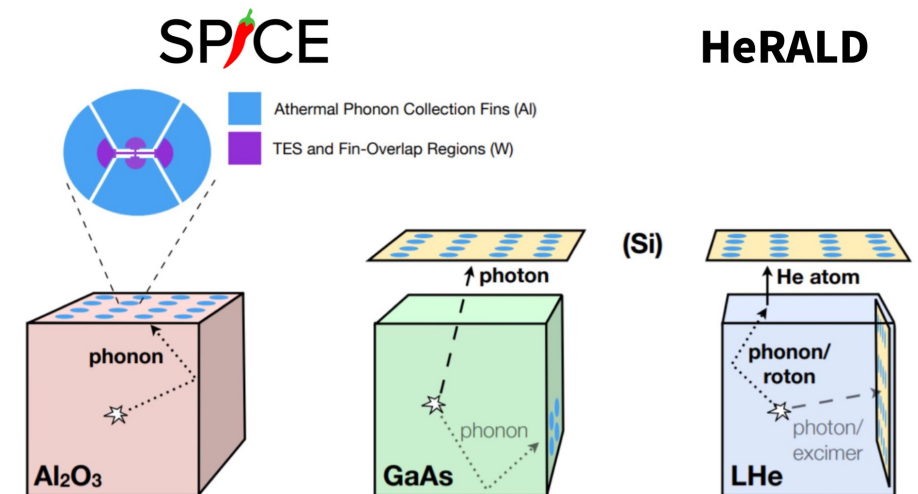 SPICE
HeRALD
Athermal Phonon Collection Fins (Al)
TES and Fin-Overlap Regions (W)
(Si)
photon
He atom
phonon
phonon/
roton
phonon
photon/
excimer
Al₂O₃
GaAs
LHe